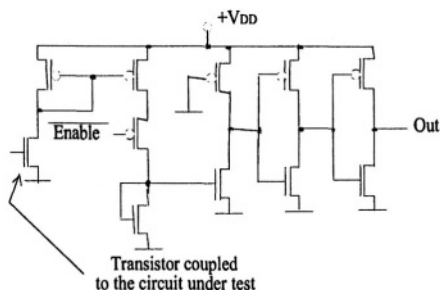 +VDD
Enable
Out
Transistor coupled
to the circuit under test